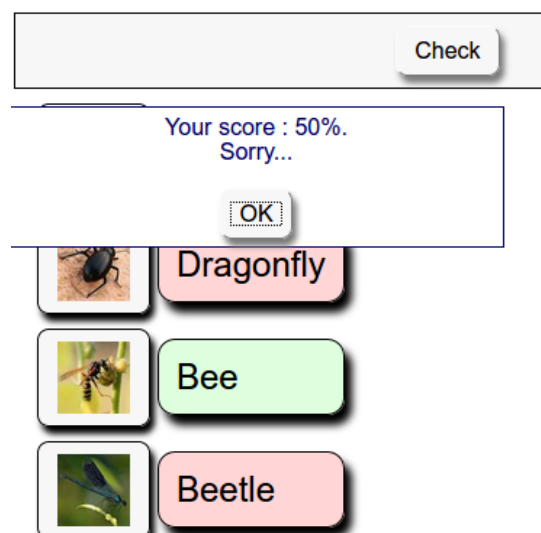 Check
Your score : 50%.
Sorry...
OK
Dragonfly
Bee
Beetle